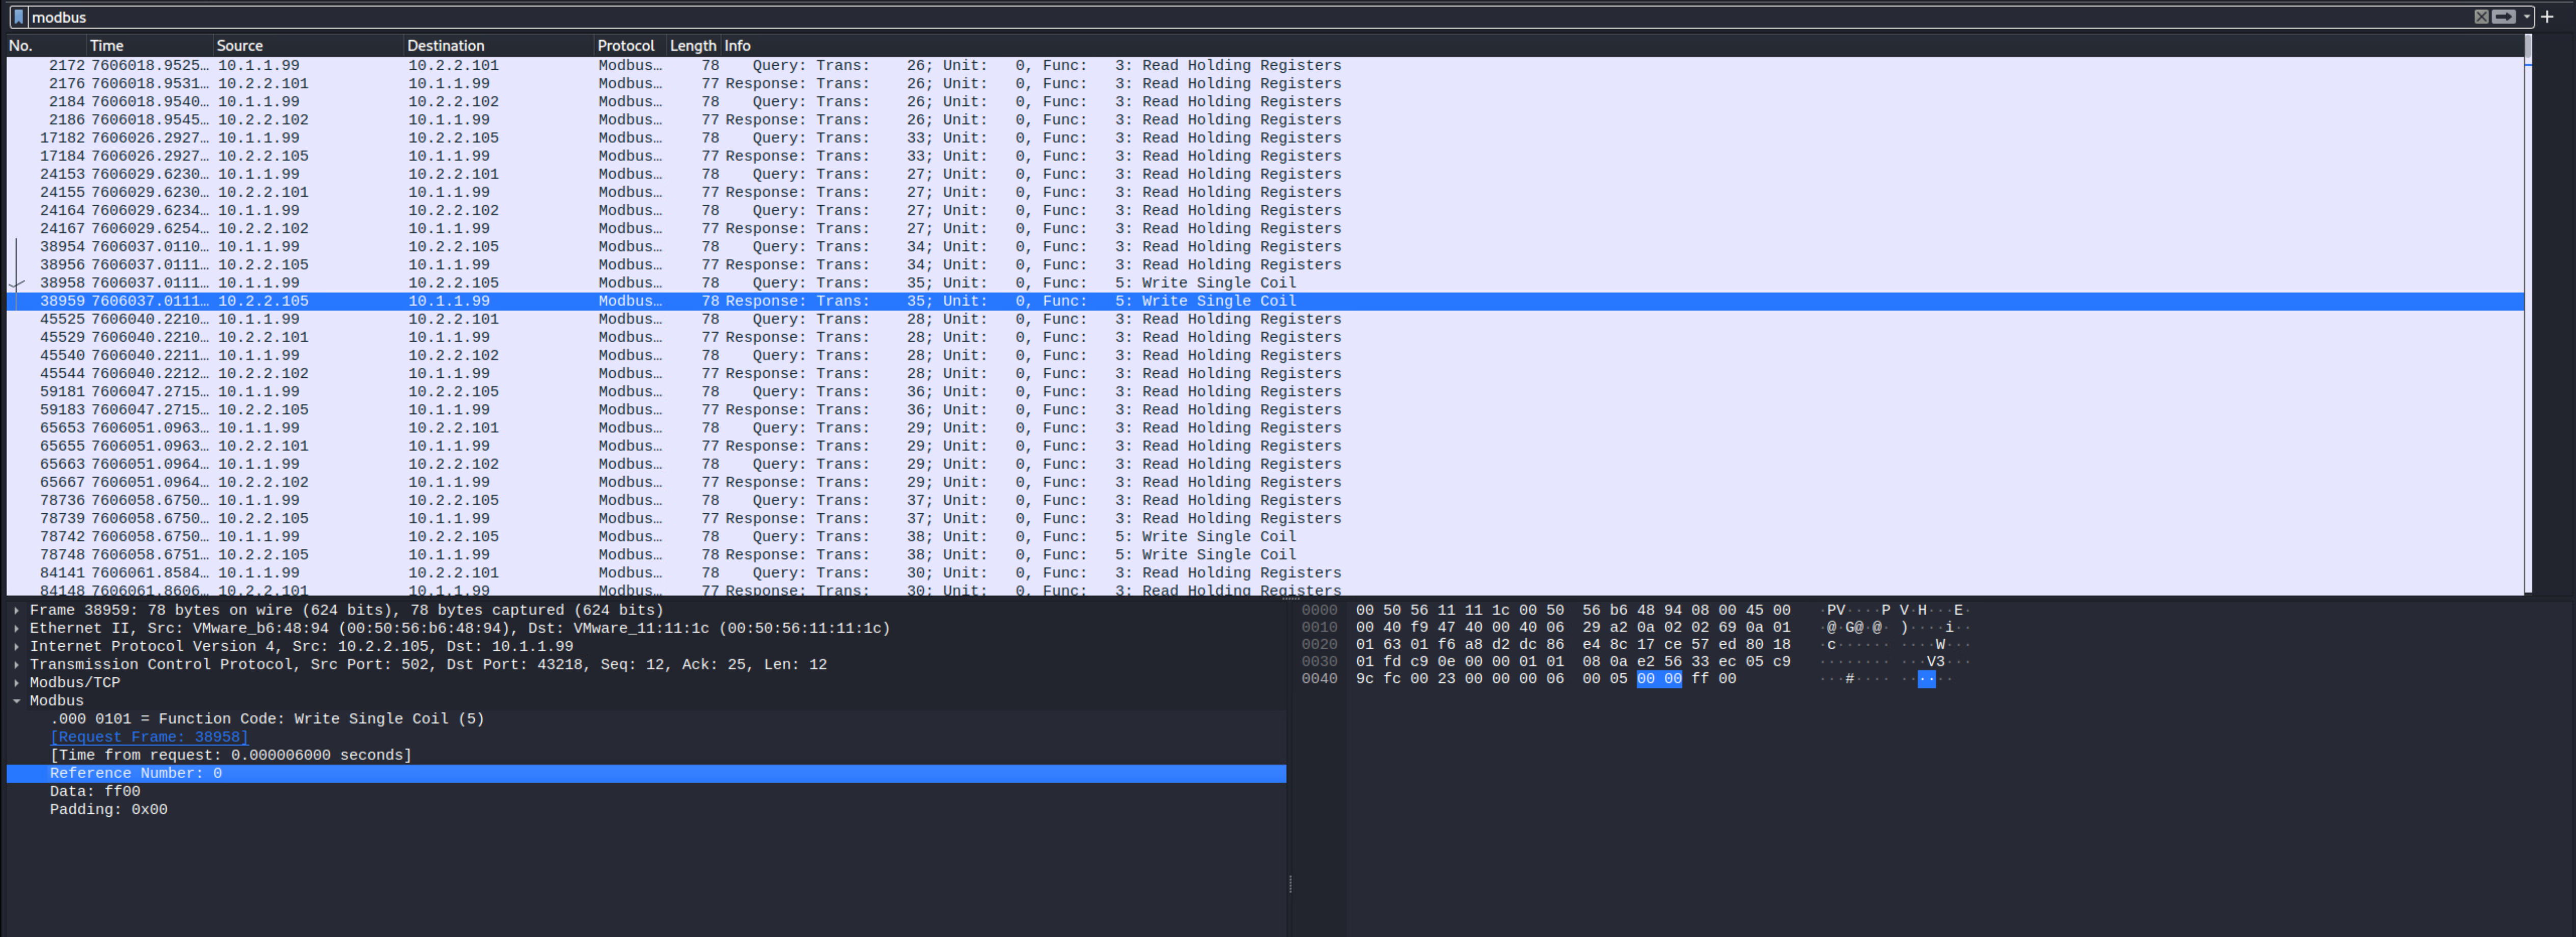 modbus
No. Time Source Destination Protocol Length Info
2172 7606018.9525… 10.1.1.99 10.2.2.101 Modbus… 78 Query: Trans: 26; Unit: 0, Func: 3: Read Holding Registers
2176 7606018.9531… 10.2.2.101 10.1.1.99 Modbus… 77 Response: Trans: 26; Unit: 0, Func: 3: Read Holding Registers
2184 7606018.9540… 10.1.1.99 10.2.2.102 Modbus… 78 Query: Trans: 26; Unit: 0, Func: 3: Read Holding Registers
2186 7606018.9545… 10.2.2.102 10.1.1.99 Modbus… 77 Response: Trans: 26; Unit: 0, Func: 3: Read Holding Registers
17182 7606026.2927… 10.1.1.99 10.2.2.105 Modbus… 78 Query: Trans: 33; Unit: 0, Func: 3: Read Holding Registers
17184 7606026.2927… 10.2.2.105 10.1.1.99 Modbus… 77 Response: Trans: 33; Unit: 0, Func: 3: Read Holding Registers
24153 7606029.6230… 10.1.1.99 10.2.2.101 Modbus… 78 Query: Trans: 27; Unit: 0, Func: 3: Read Holding Registers
24155 7606029.6230… 10.2.2.101 10.1.1.99 Modbus… 77 Response: Trans: 27; Unit: 0, Func: 3: Read Holding Registers
24164 7606029.6234… 10.1.1.99 10.2.2.102 Modbus… 78 Query: Trans: 27; Unit: 0, Func: 3: Read Holding Registers
24167 7606029.6254… 10.2.2.102 10.1.1.99 Modbus… 77 Response: Trans: 27; Unit: 0, Func: 3: Read Holding Registers
38954 7606037.0110… 10.1.1.99 10.2.2.105 Modbus… 78 Query: Trans: 34; Unit: 0, Func: 3: Read Holding Registers
38956 7606037.0111… 10.2.2.105 10.1.1.99 Modbus… 77 Response: Trans: 34; Unit: 0, Func: 3: Read Holding Registers
38958 7606037.0111… 10.1.1.99 10.2.2.105 Modbus… 78 Query: Trans: 35; Unit: 0, Func: 5: Write Single Coil
38959 7606037.0111… 10.2.2.105 10.1.1.99 Modbus… 78 Response: Trans: 35; Unit: 0, Func: 5: Write Single Coil
45525 7606040.2210… 10.1.1.99 10.2.2.101 Modbus… 78 Query: Trans: 28; Unit: 0, Func: 3: Read Holding Registers
45529 7606040.2210… 10.2.2.101 10.1.1.99 Modbus… 77 Response: Trans: 28; Unit: 0, Func: 3: Read Holding Registers
45540 7606040.2211… 10.1.1.99 10.2.2.102 Modbus… 78 Query: Trans: 28; Unit: 0, Func: 3: Read Holding Registers
45544 7606040.2212… 10.2.2.102 10.1.1.99 Modbus… 77 Response: Trans: 28; Unit: 0, Func: 3: Read Holding Registers
59181 7606047.2715… 10.1.1.99 10.2.2.105 Modbus… 78 Query: Trans: 36; Unit: 0, Func: 3: Read Holding Registers
59183 7606047.2715… 10.2.2.105 10.1.1.99 Modbus… 77 Response: Trans: 36; Unit: 0, Func: 3: Read Holding Registers
65653 7606051.0963… 10.1.1.99 10.2.2.101 Modbus… 78 Query: Trans: 29; Unit: 0, Func: 3: Read Holding Registers
65655 7606051.0963… 10.2.2.101 10.1.1.99 Modbus… 77 Response: Trans: 29; Unit: 0, Func: 3: Read Holding Registers
65663 7606051.0964… 10.1.1.99 10.2.2.102 Modbus… 78 Query: Trans: 29; Unit: 0, Func: 3: Read Holding Registers
65667 7606051.0964… 10.2.2.102 10.1.1.99 Modbus… 77 Response: Trans: 29; Unit: 0, Func: 3: Read Holding Registers
78736 7606058.6750… 10.1.1.99 10.2.2.105 Modbus… 78 Query: Trans: 37; Unit: 0, Func: 3: Read Holding Registers
78739 7606058.6750… 10.2.2.105 10.1.1.99 Modbus… 77 Response: Trans: 37; Unit: 0, Func: 3: Read Holding Registers
78742 7606058.6750… 10.1.1.99 10.2.2.105 Modbus… 78 Query: Trans: 38; Unit: 0, Func: 5: Write Single Coil
78748 7606058.6751… 10.2.2.105 10.1.1.99 Modbus… 78 Response: Trans: 38; Unit: 0, Func: 5: Write Single Coil
84141 7606061.8584… 10.1.1.99 10.2.2.101 Modbus… 78 Query: Trans: 30; Unit: 0, Func: 3: Read Holding Registers
84148 7606061.8606… 10.2.2.101 10.1.1.99 Modbus… 77 Response: Trans: 30; Unit: 0, Func: 3: Read Holding Registers
Frame 38959: 78 bytes on wire (624 bits), 78 bytes captured (624 bits)
Ethernet II, Src: VMware_b6:48:94 (00:50:56:b6:48:94), Dst: VMware_11:11:1c (00:50:56:11:11:1c)
Internet Protocol Version 4, Src: 10.2.2.105, Dst: 10.1.1.99
Transmission Control Protocol, Src Port: 502, Dst Port: 43218, Seq: 12, Ack: 25, Len: 12
Modbus/TCP
Modbus
.000 0101 = Function Code: Write Single Coil (5)
[Request Frame: 38958]
[Time from request: 0.000006000 seconds]
Reference Number: 0
Data: ff00
Padding: 0x00
0000 00 50 56 11 11 1c 00 50 56 b6 48 94 08 00 45 00 ·PV····P V·H···E·
0010 00 40 f9 47 40 00 40 06 29 a2 0a 02 02 69 0a 01 ·@·G@·@· )····i··
0020 01 63 01 f6 a8 d2 dc 86 e4 8c 17 ce 57 ed 80 18 ·c······ ····W···
0030 01 fd c9 0e 00 00 01 01 08 0a e2 56 33 ec 05 c9 ········ ···V3···
0040 9c fc 00 23 00 00 00 06 00 05 00 00 ff 00 ···#···· ······